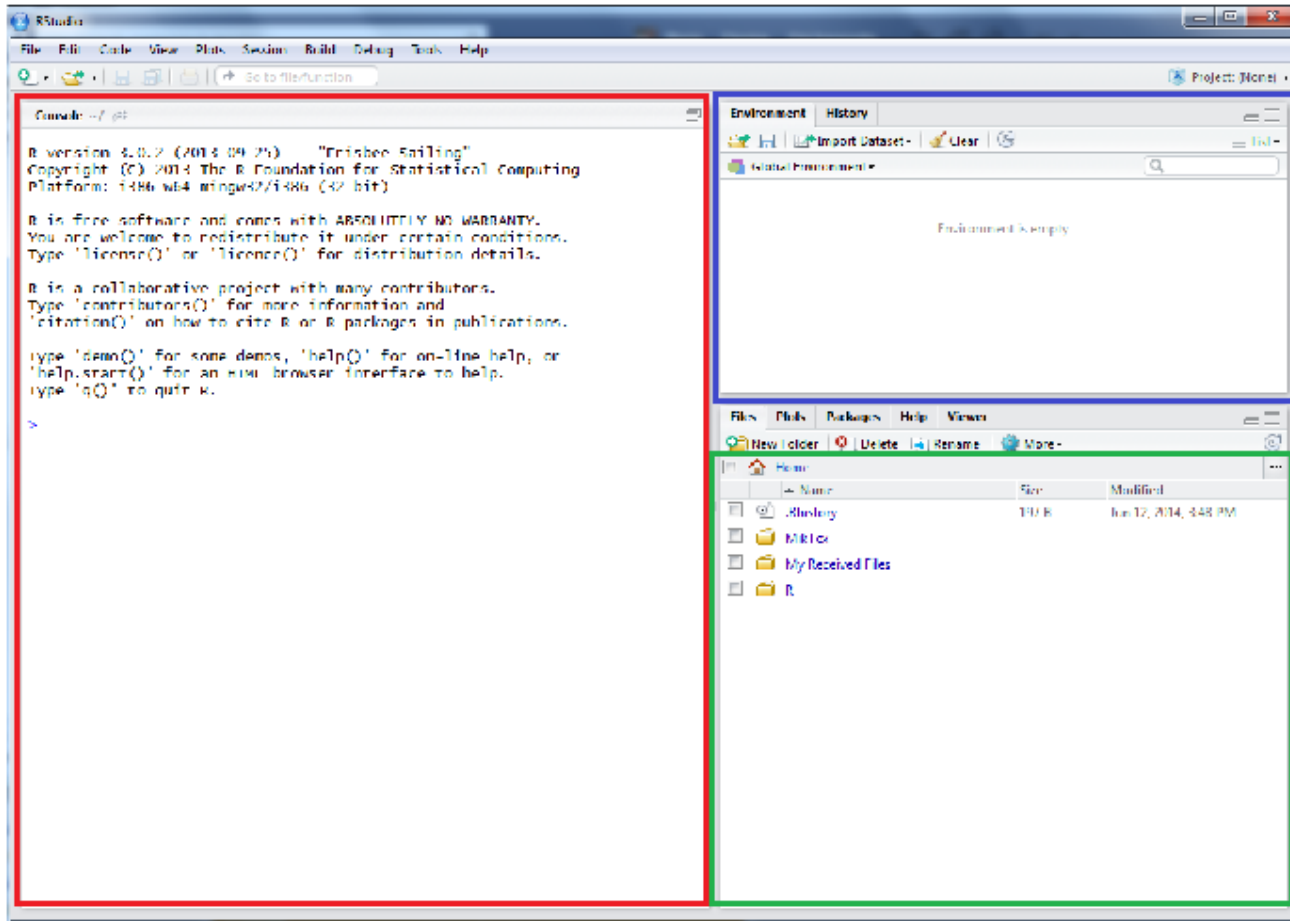 RStudio
File Edit Code View Plots Session Build Debug Tools Help
Go to file/function
Project: (None)
Console ~/
R version 3.0.2 (2013-09-25) -- "Frisbee Sailing"
Copyright (C) 2013 The R Foundation for Statistical Computing
Platform: i386-w64-mingw32/i386 (32-bit)
R is free software and comes with ABSOLUTELY NO WARRANTY.
You are welcome to redistribute it under certain conditions.
Type 'license()' or 'licence()' for distribution details.
R is a collaborative project with many contributors.
Type 'contributors()' for more information and
'citation()' on how to cite R or R packages in publications.
Type 'demo()' for some demos, 'help()' for on-line help, or
'help.start()' for an HTML browser interface to help.
Type 'q()' to quit R.
>
Environment History
Import Dataset Clear
List
Global Environment
Environment is empty
Files Plots Packages Help Viewer
New Folder Delete Rename More
Home
Name Size Modified
.Rhistory 12, 2014, 3:48 PM
MikTex
My Received Files
R